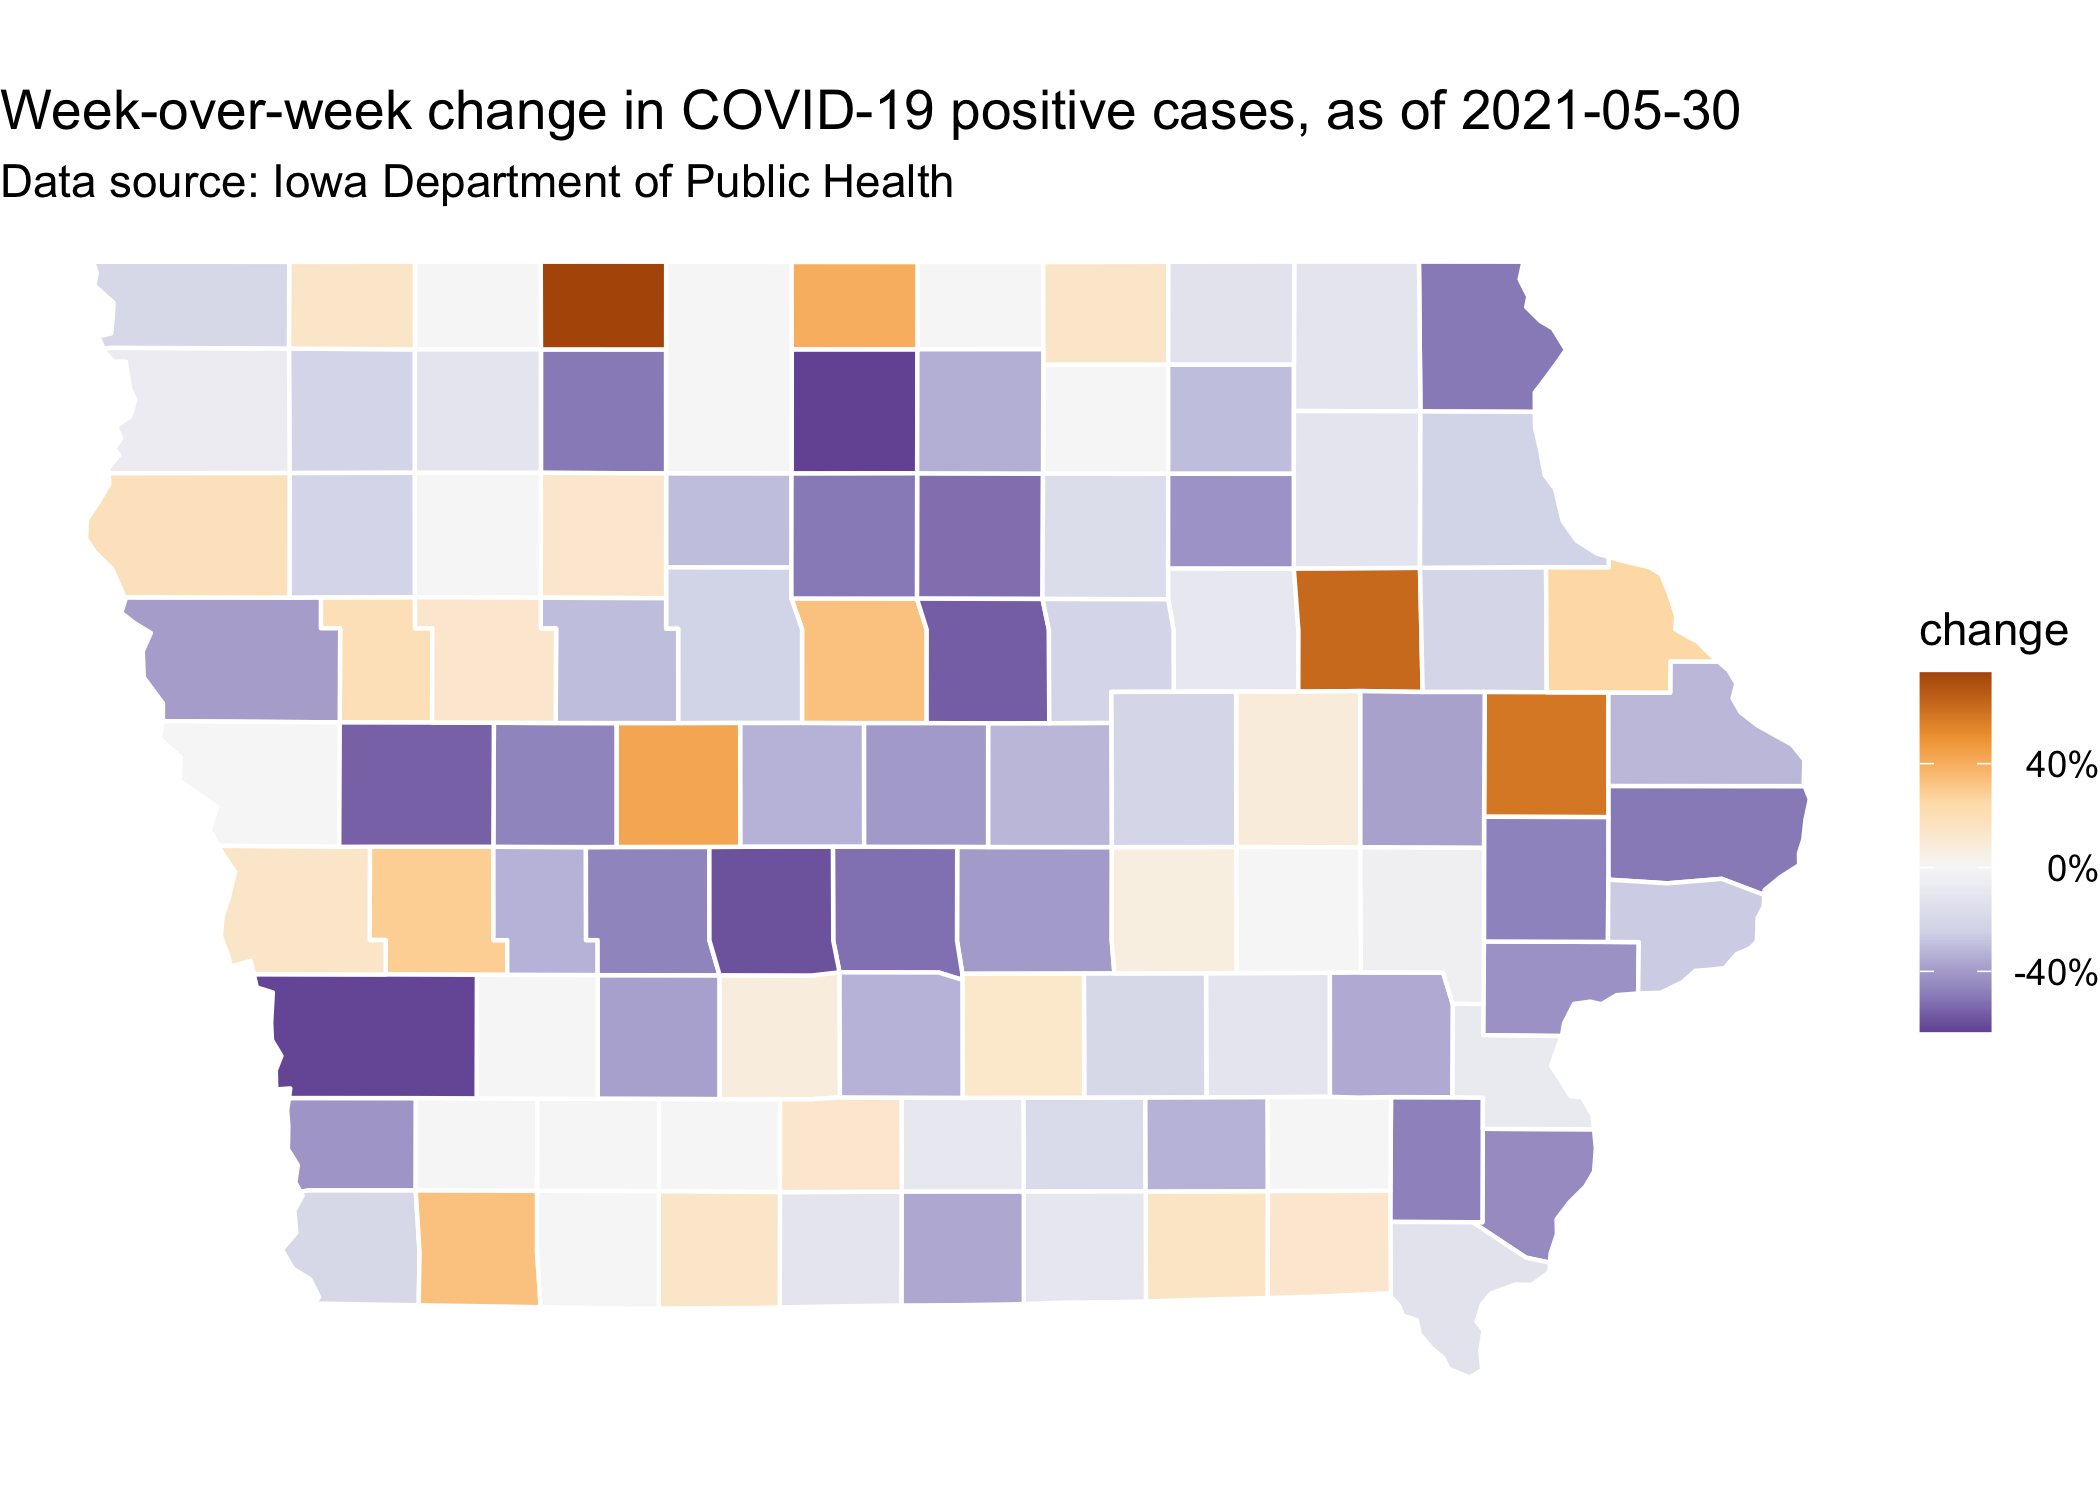 Week-over-week change in COVID-19 positive cases, as of 2021-05-30
Data source: Iowa Department of Public Health
change
40%
0%
-40%